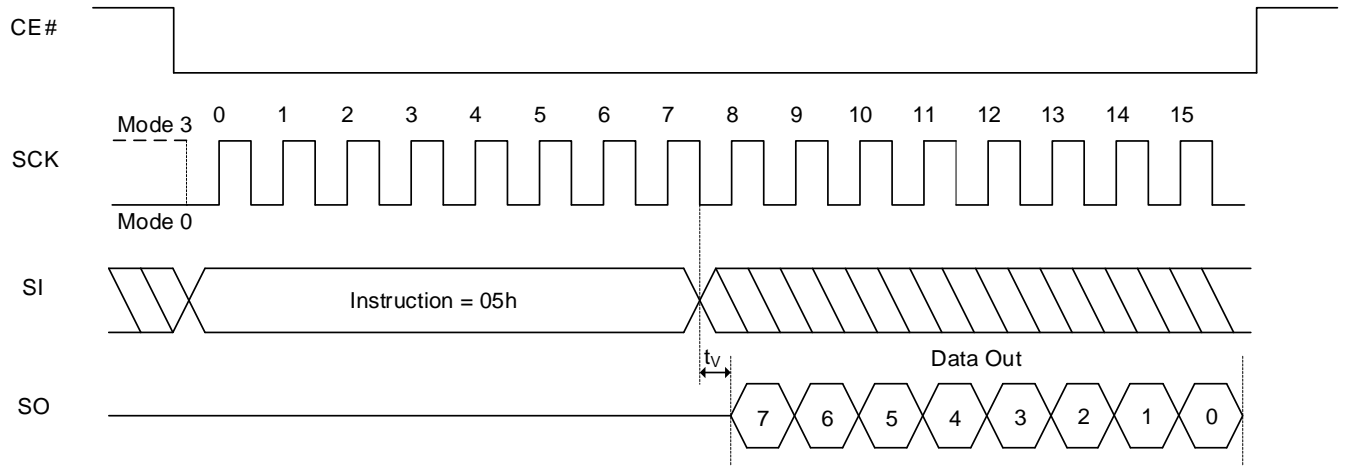 CE#
0 1 2 3 4 5 6 7 8 9 10 11 12 13 14 15
Mode 3
SCK
Mode 0
SI
Instruction = 05h
tV
Data Out
SO
7 6 5 4 3 2 1 0